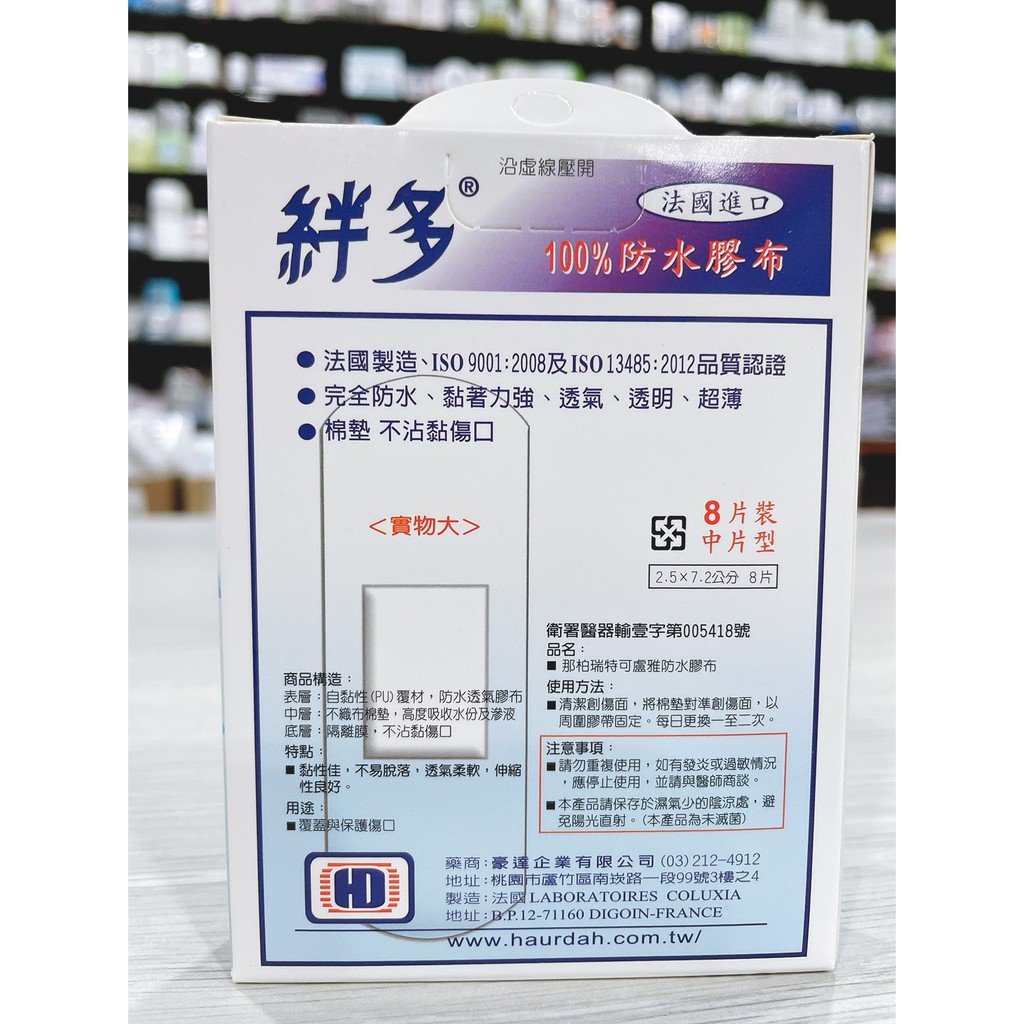 沿虛線壓開
絆多®
法國進口
100%防水膠布
● 法國製造、ISO 9001:2008及ISO 13485:2012品質認證
● 完全防水、黏著力強、透氣、透明、超薄
● 棉墊 不沾黏傷口
<實物大>
8片裝
中片型
2.5×7.2公分 8片
衛署醫器輸壹字第005418號
品名：
■ 那柏瑞特可處雅防水膠布
使用方法：
■ 清潔創傷面，將棉墊對準創傷面，以
周圍膠帶固定。每日更換一至二次。
注意事項：
■ 請勿重複使用，如有發炎或過敏情況
，應停止使用，並請與醫師商談。
■ 本產品請保存於濕氣少的陰涼處，避
免陽光直射。(本產品為未滅菌)
商品構造：
表層：自黏性(PU)覆材，防水透氣膠布
中層：不織布棉墊，高度吸收水份及滲液
底層：隔離膜，不沾黏傷口
特點：
■ 黏性佳，不易脫落，透氣柔軟，伸縮
性良好。
用途：
■ 覆蓋與保護傷口
HD
藥商：豪達企業有限公司 (03) 212-4912
地址：桃園市蘆竹區南崁路一段99號3樓之4
製造：法國 LABORATOIRES COLUXIA
地址：B.P.12-71160 DIGOIN-FRANCE
www.haurdah.com.tw/